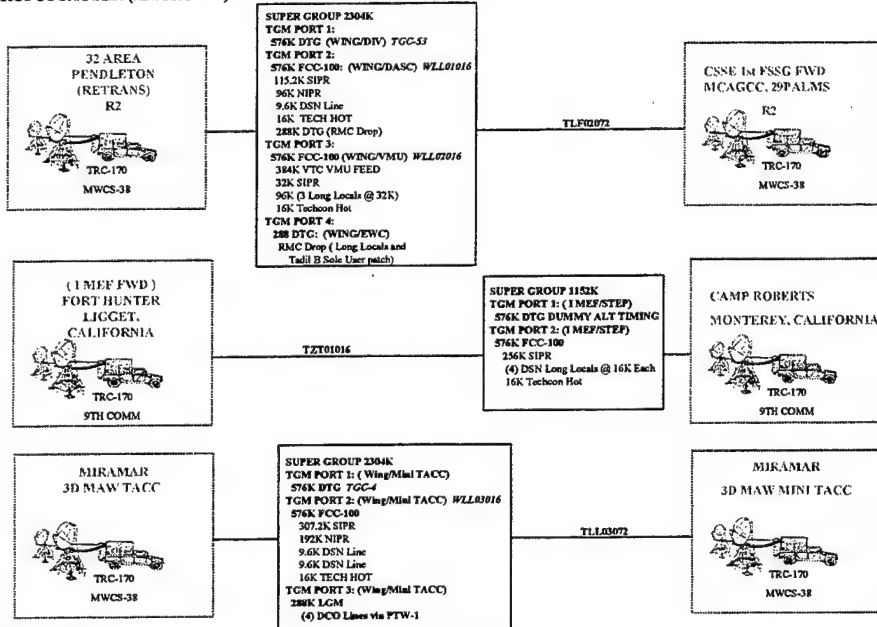 SUPER GROUP 2304K
TGM PORT 1:
576K DTG (WING/DIV) TGC-53
TGM PORT 2:
576K FCC-100: (WING/DASC) WLL01016
115.2K SIPR
96K NIPR
9.6K DSN Line
16K TECH HOT
288K DTG (RMC Drop)
TGM PORT 3:
576K FCC-100 (WING/VMU) WLL02016
384K VTC VMU FEED
32K SIPR
96K (3 Long Locals @ 32K)
16K Techcon Hot
TGM PORT 4:
288 DTG: (WING/EWC)
RMC Drop ( Long Locals and
Tadil B Sole User patch)
32 AREA
PENDLETON
(RETRANS)
R2
TRC-170
MWCS-38
TLF02072
CSSE 1st FSSG FWD
MCAGCC, 29PALMS
R2
TRC-170
MWCS-38
( I MEF FWD )
FORT HUNTER
LIGGET,
CALIFORNIA
TRC-170
9TH COMM
TZT01016
SUPER GROUP 1152K
TGM PORT 1: ( I MEF/STEP)
576K DTG DUMMY ALT TIMING
TGM PORT 2: (I MEF/STEP)
576K FCC-100
256K SIPR
(4) DSN Long Locals @ 16K Each
16K Techcon Hot
CAMP ROBERTS
MONTEREY, CALIFORNIA
TRC-170
9TH COMM
MIRAMAR
3D MAW TACC
TRC-170
MWCS-38
SUPER GROUP 2304K
TGM PORT 1: ( Wing/Mini TACC)
576K DTG TGC-4
TGM PORT 2: (Wing/Mini TACC) WLL03016
576K FCC-100
307.2K SIPR
192K NIPR
9.6K DSN Line
9.6K DSN Line
16K TECH HOT
TGM PORT 3: (Wing/Mini TACC)
288K LGM
(4) DCO Lines via PTW-1
TLL03072
MIRAMAR
3D MAW MINI TACC
TRC-170
MWCS-38